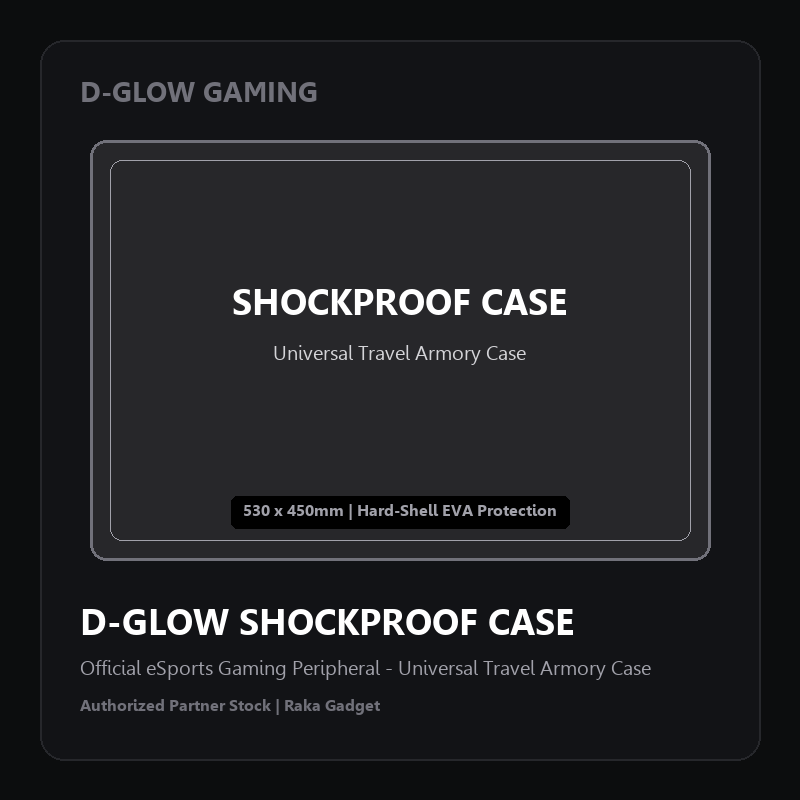 D-GLOW GAMING
SHOCKPROOF CASE
Universal Travel Armory Case
530 x 450mm | Hard-Shell EVA Protection
D-GLOW SHOCKPROOF CASE
Official eSports Gaming Peripheral - Universal Travel Armory Case
Authorized Partner Stock | Raka Gadget